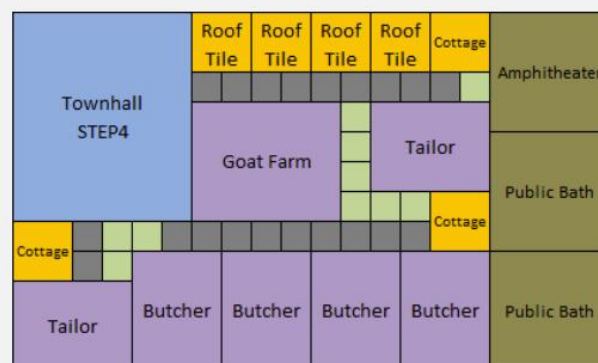 Townhall
STEP4
Roof
Tile
Roof
Tile
Roof
Tile
Roof
Tile
Cottage
Amphitheater
Goat Farm
Tailor
Public Bath
Cottage
Cottage
Tailor
Butcher
Butcher
Butcher
Butcher
Public Bath